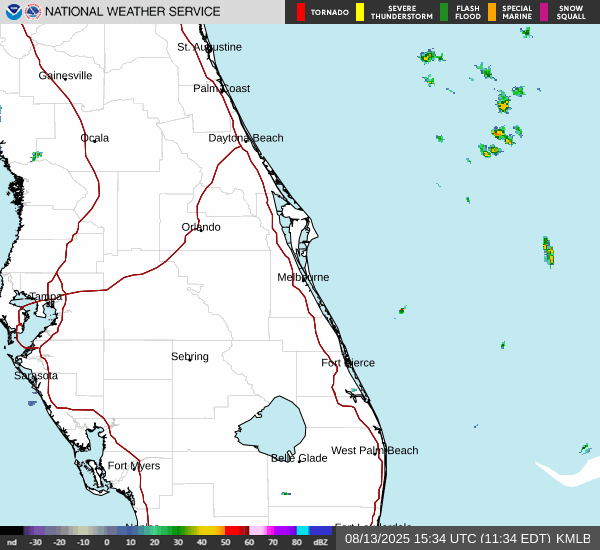 NATIONAL WEATHER SERVICE
TORNADO
SEVERE THUNDERSTORM
FLASH FLOOD
SPECIAL MARINE
SNOW SQUALL
St. Augustine
Gainesville
Palm Coast
Ocala
Daytona Beach
Orlando
Melbourne
Tampa
Sebring
Fort Pierce
Sarasota
West Palm Beach
Belle Glade
Fort Myers
Fort Lauderdale
nd -30 -20 -10 0 10 20 30 40 50 60 70 80 dBZ
08/13/2025 15:34 UTC (11:34 EDT) KMLB